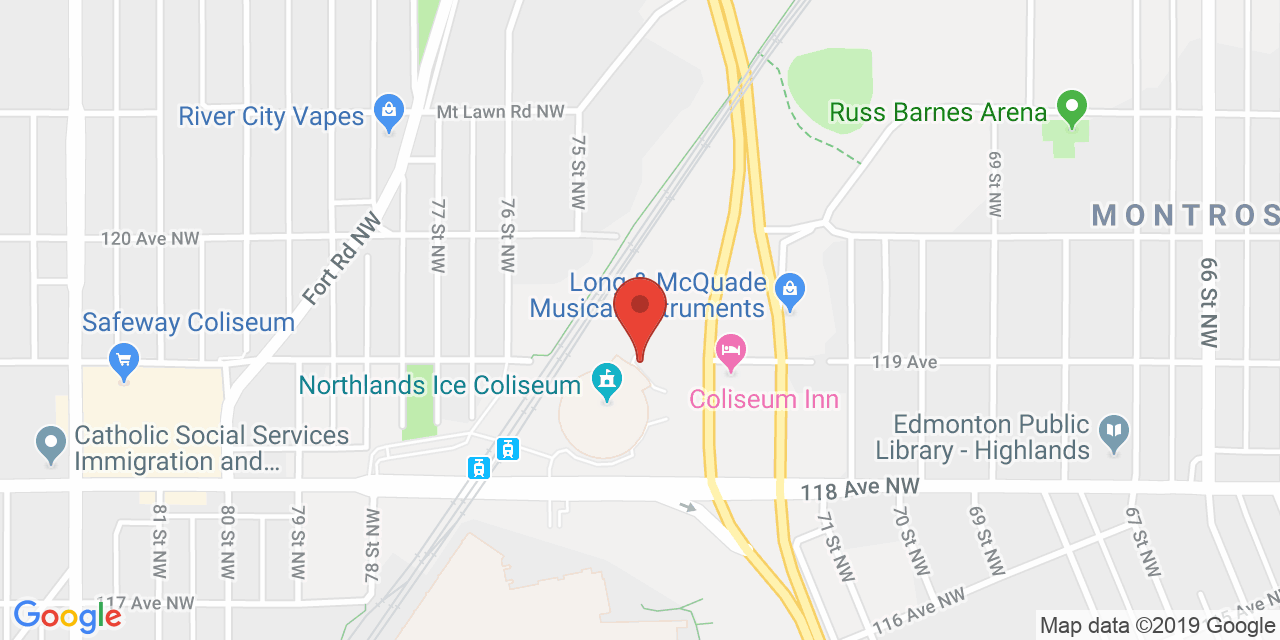 River City Vapes
Mt Lawn Rd NW
Russ Barnes Arena
75 St NW
69 St NW
77 St NW
76 St NW
MONTROS
120 Ave NW
Fort Rd NW
66 St NW
Long & McQuade
Musical
truments
Safeway Coliseum
119 Ave
Northlands Ice Coliseum
Coliseum Inn
Catholic Social Services
Immigration and...
Edmonton Public
Library - Highlands
118 Ave NW
81 St NW
80 St NW
79 St NW
78 St NW
71 St NW
70 St NW
69 St NW
67 St NW
117 Ave NW
116 Ave NW
Google
Map data ©2019 Google